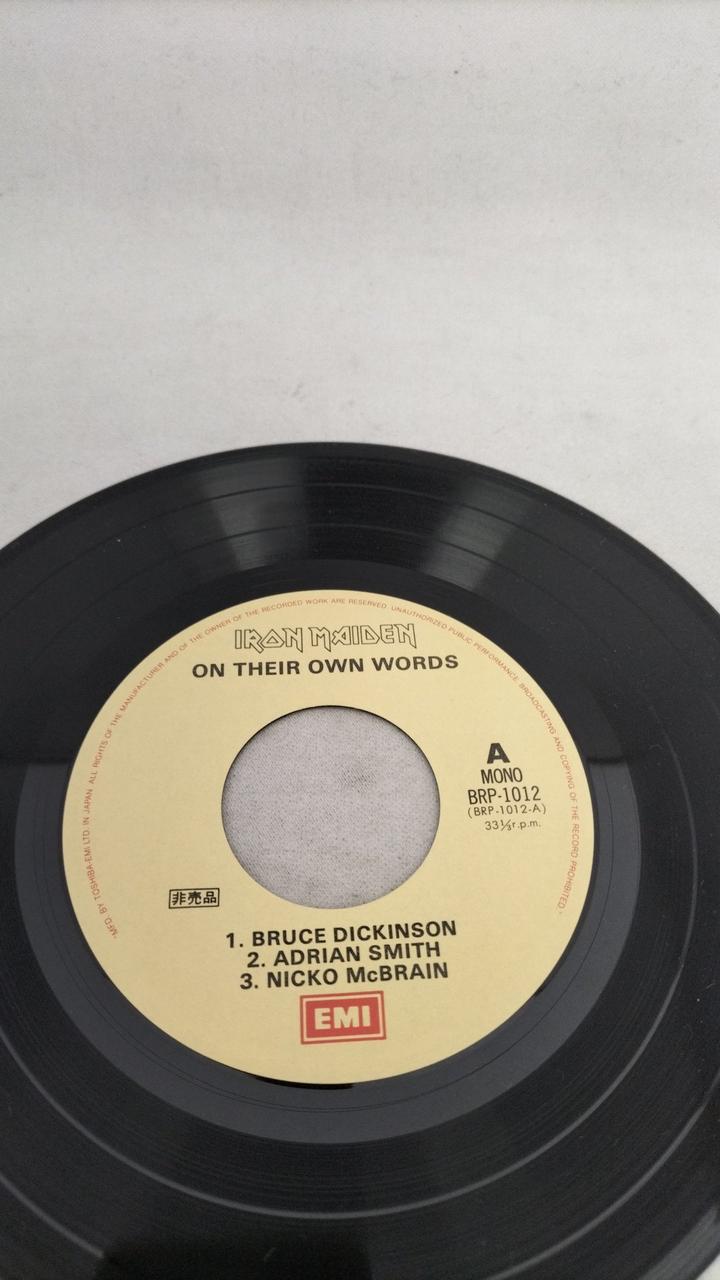 "MFD. BY TOSHIBA-EMI LTD. IN JAPAN ALL RIGHTS OF THE MANUFACTURER AND OF THE OWNER OF THE RECORDED WORK ARE RESERVED. UNAUTHORIZED PUBLIC PERFORMANCE BROADCASTING AND COPYING OF THE RECORD PROHIBITED."
IRON MAIDEN
ON THEIR OWN WORDS
A
MONO
BRP-1012
(BRP-1012-A)
33⅓r.p.m.
非売品
1. BRUCE DICKINSON
2. ADRIAN SMITH
3. NICKO McBRAIN
EMI